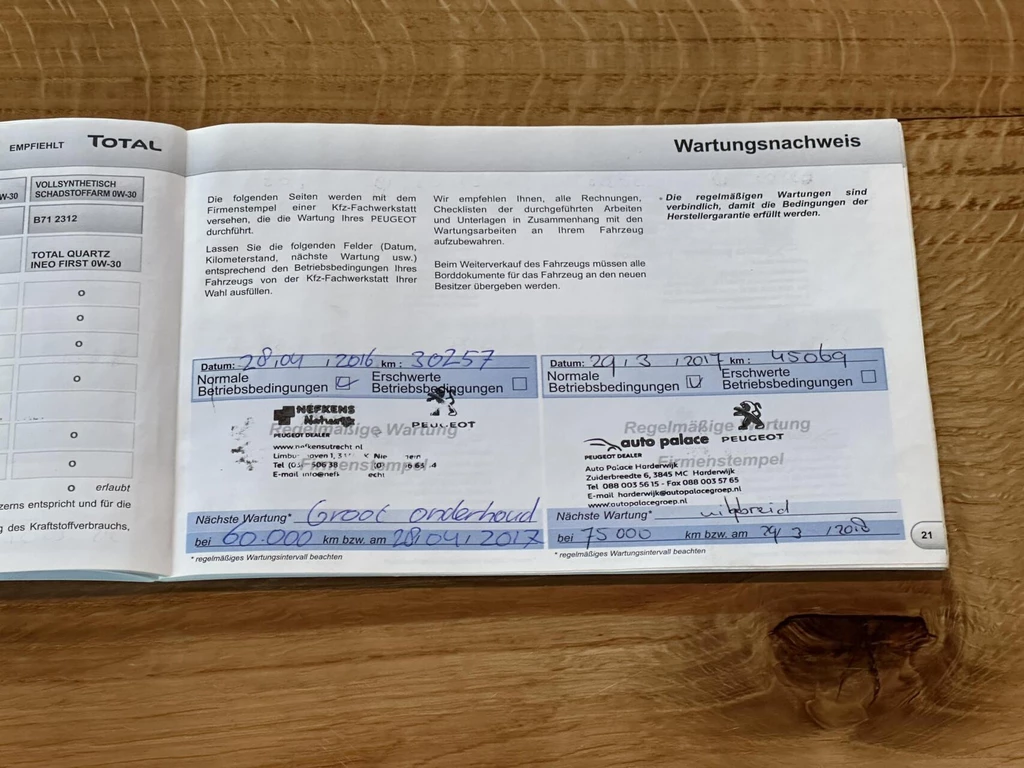 EMPFIEHLT TOTAL
W-30
VOLLSYNTHETISCH
SCHADSTOFFARM 0W-30
B71 2312
TOTAL QUARTZ
INEO FIRST 0W-30
o
o
o
o
o
o
o erlaubt
zerns entspricht und für die
g des Kraftstoffverbrauchs,
Wartungsnachweis
Die folgenden Seiten werden mit dem
Firmenstempel einer Kfz-Fachwerkstatt
versehen, die die Wartung Ihres PEUGEOT
durchführt.
Lassen Sie die folgenden Felder (Datum,
Kilometerstand, nächste Wartung usw.)
entsprechend den Betriebsbedingungen Ihres
Fahrzeugs von der Kfz-Fachwerkstatt Ihrer
Wahl ausfüllen.
Wir empfehlen Ihnen, alle Rechnungen,
Checklisten der durchgeführten Arbeiten
und Unterlagen in Zusammenhang mit den
Wartungsarbeiten an Ihrem Fahrzeug
aufzubewahren.
Beim Weiterverkauf des Fahrzeugs müssen alle
Borddokumente für das Fahrzeug an den neuen
Besitzer übergeben werden.
Die regelmäßigen Wartungen sind
verbindlich, damit die Bedingungen der
Herstellergarantie erfüllt werden.
Datum: 28,04 , 2016 km: 30257
Normale
Betriebsbedingungen
Erschwerte
Betriebsbedingungen
NEFKENS
PEUGEOT
Regelmäßige Wartung
PEUGEOT DEALER
www.nefkensutrecht.nl
Firmenstempel
Nächste Wartung* Groot onderhoud
bei 60.000 km bzw. am 28,04,2017
* regelmäßiges Wartungsintervall beachten
Datum: 29 , 3 , 2017 km: 45069
Normale
Betriebsbedingungen
Erschwerte
Betriebsbedingungen
Regelmäßige Wartung
auto palace PEUGEOT
PEUGEOT DEALER
Firmenstempel
Auto Palace Harderwijk
Zuiderbreedte 6, 3845 MC Harderwijk
Tel 088 003 56 15 - Fax 088 003 57 65
E-mail harderwijk@autopalacegroep.nl
www.autopalacegroep.nl
Nächste Wartung* uitgbreid
bei 75000 km bzw. am 29, 3 , 2018
* regelmäßiges Wartungsintervall beachten
21